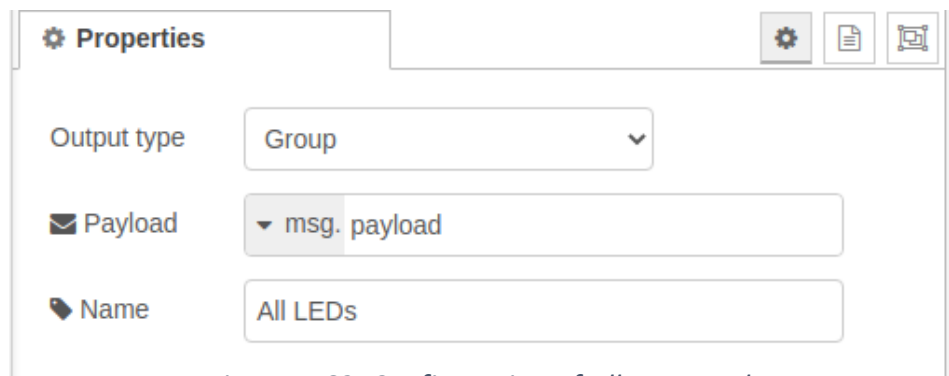 Properties
Output type Group
Payload msg. payload
Name All LEDs